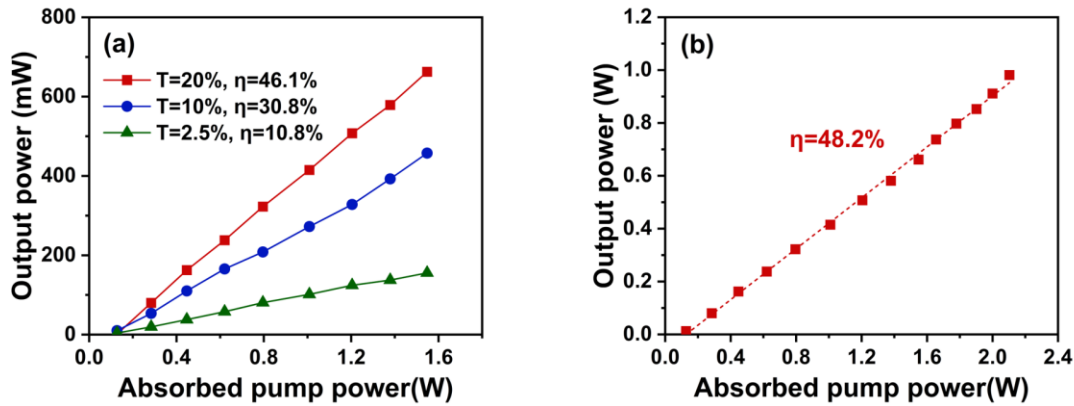 (a)
T=20%, η=46.1%
T=10%, η=30.8%
T=2.5%, η=10.8%
Output power (mW)
800
600
400
200
0
0.0 0.4 0.8 1.2 1.6
Absorbed pump power(W)
(b)
η=48.2%
Output power (W)
1.2
1.0
0.8
0.6
0.4
0.2
0.0
0.0 0.4 0.8 1.2 1.6 2.0 2.4
Absorbed pump power(W)